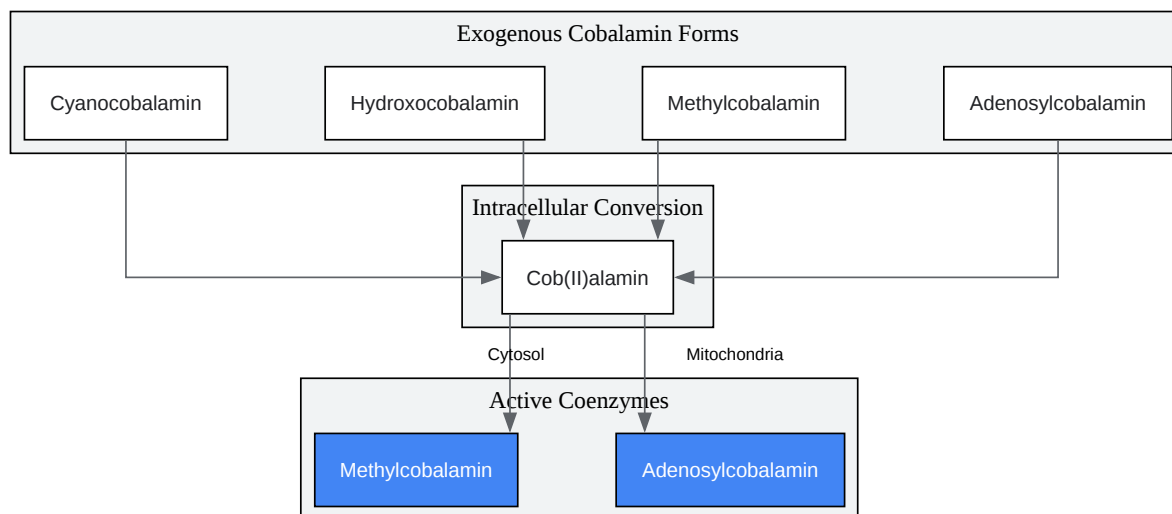 Exogenous Cobalamin Forms
Cyanocobalamin
Hydroxocobalamin
Methylcobalamin
Adenosylcobalamin
Intracellular Conversion
Cob(II)alamin
Cytosol
Mitochondria
Active Coenzymes
Methylcobalamin
Adenosylcobalamin